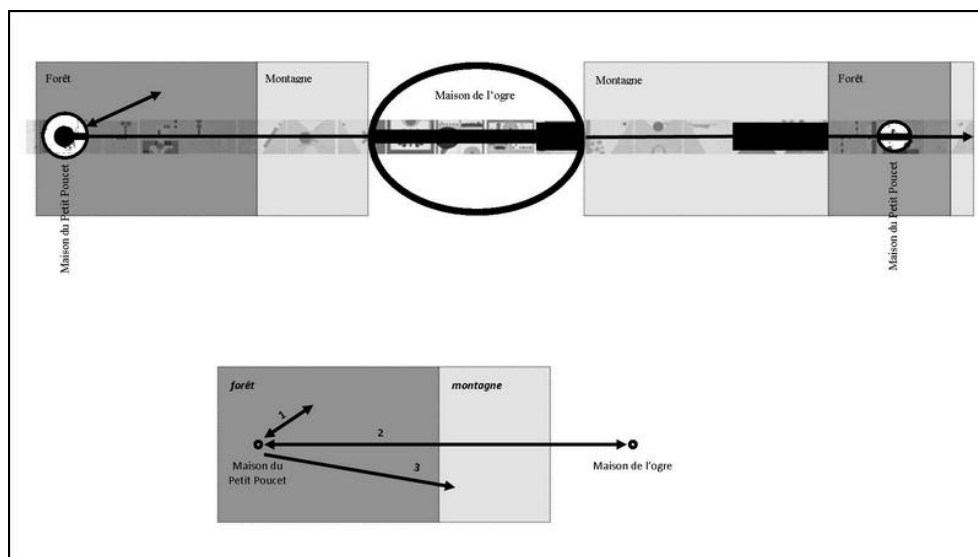 Forêt
Montagne
Maison de l'ogre
Montagne
Forêt
Maison du Petit Poucet
Maison du Petit Poucet
forêt
montagne
1
2
3
Maison du
Petit Poucet
Maison de l'ogre